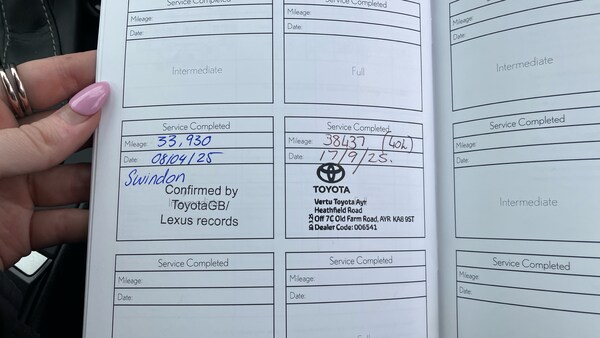 Service Completed
Mileage:
Date:
Intermediate
Service Completed
Mileage:
Date:
Full
Mileage:
Date:
Intermediate
Service Completed
Mileage: 33,930
Date: 08/04/25
Swindon
Intermediate
Confirmed by
ToyotaGB/
Lexus records
Service Completed
Mileage: 38437. (40L)
Date: 17/9/25.
TOYOTA
Vertu Toyota Ayr
Heathfield Road
Off 7C Old Farm Road, AYR KA8 9ST
Dealer Code: 006541
Service Completed
Mileage:
Date:
Intermediate
Service Completed
Mileage:
Date:
Service Completed
Mileage:
Date:
Full
Service Completed
Mileage:
Date: